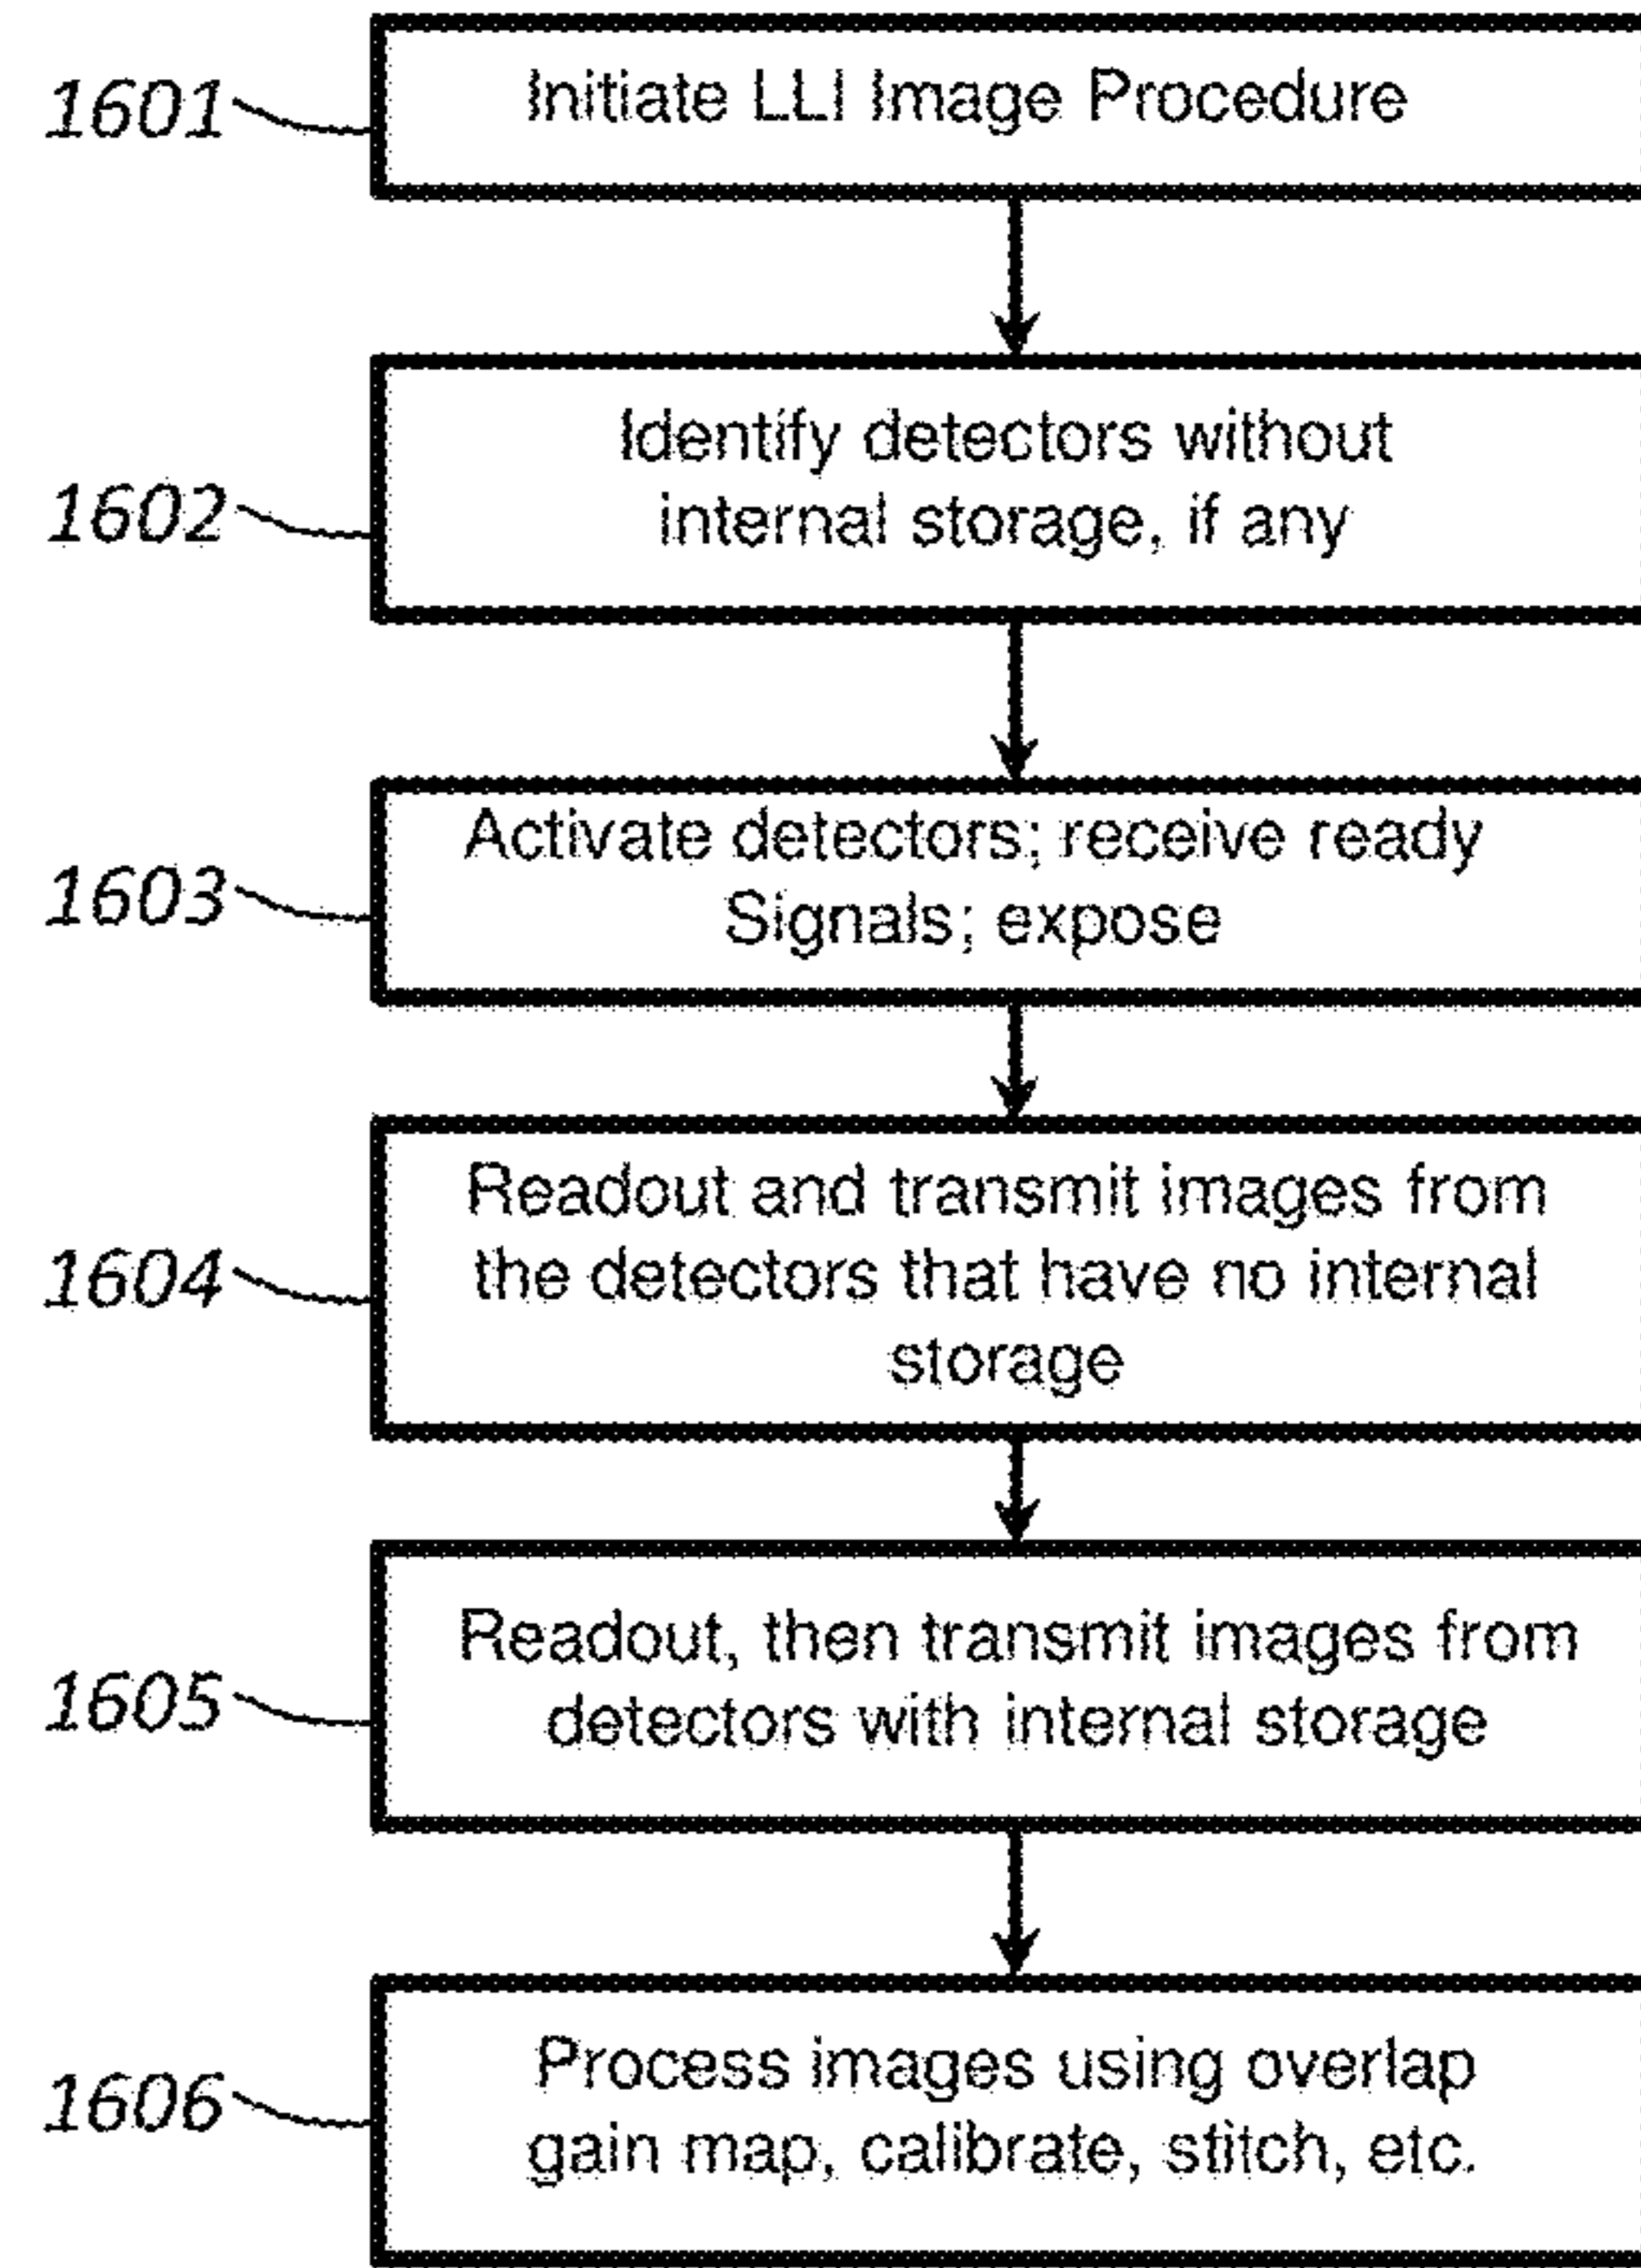 1601
Initiate LLI Image Procedure
1602
Identify detectors without
internal storage, if any
1603
Activate detectors; receive ready
Signals; expose
1604
Readout and transmit images from
the detectors that have no internal
storage
1605
Readout, then transmit images from
detectors with internal storage
1606
Process images using overlap
gain map, calibrate, stitch, etc.